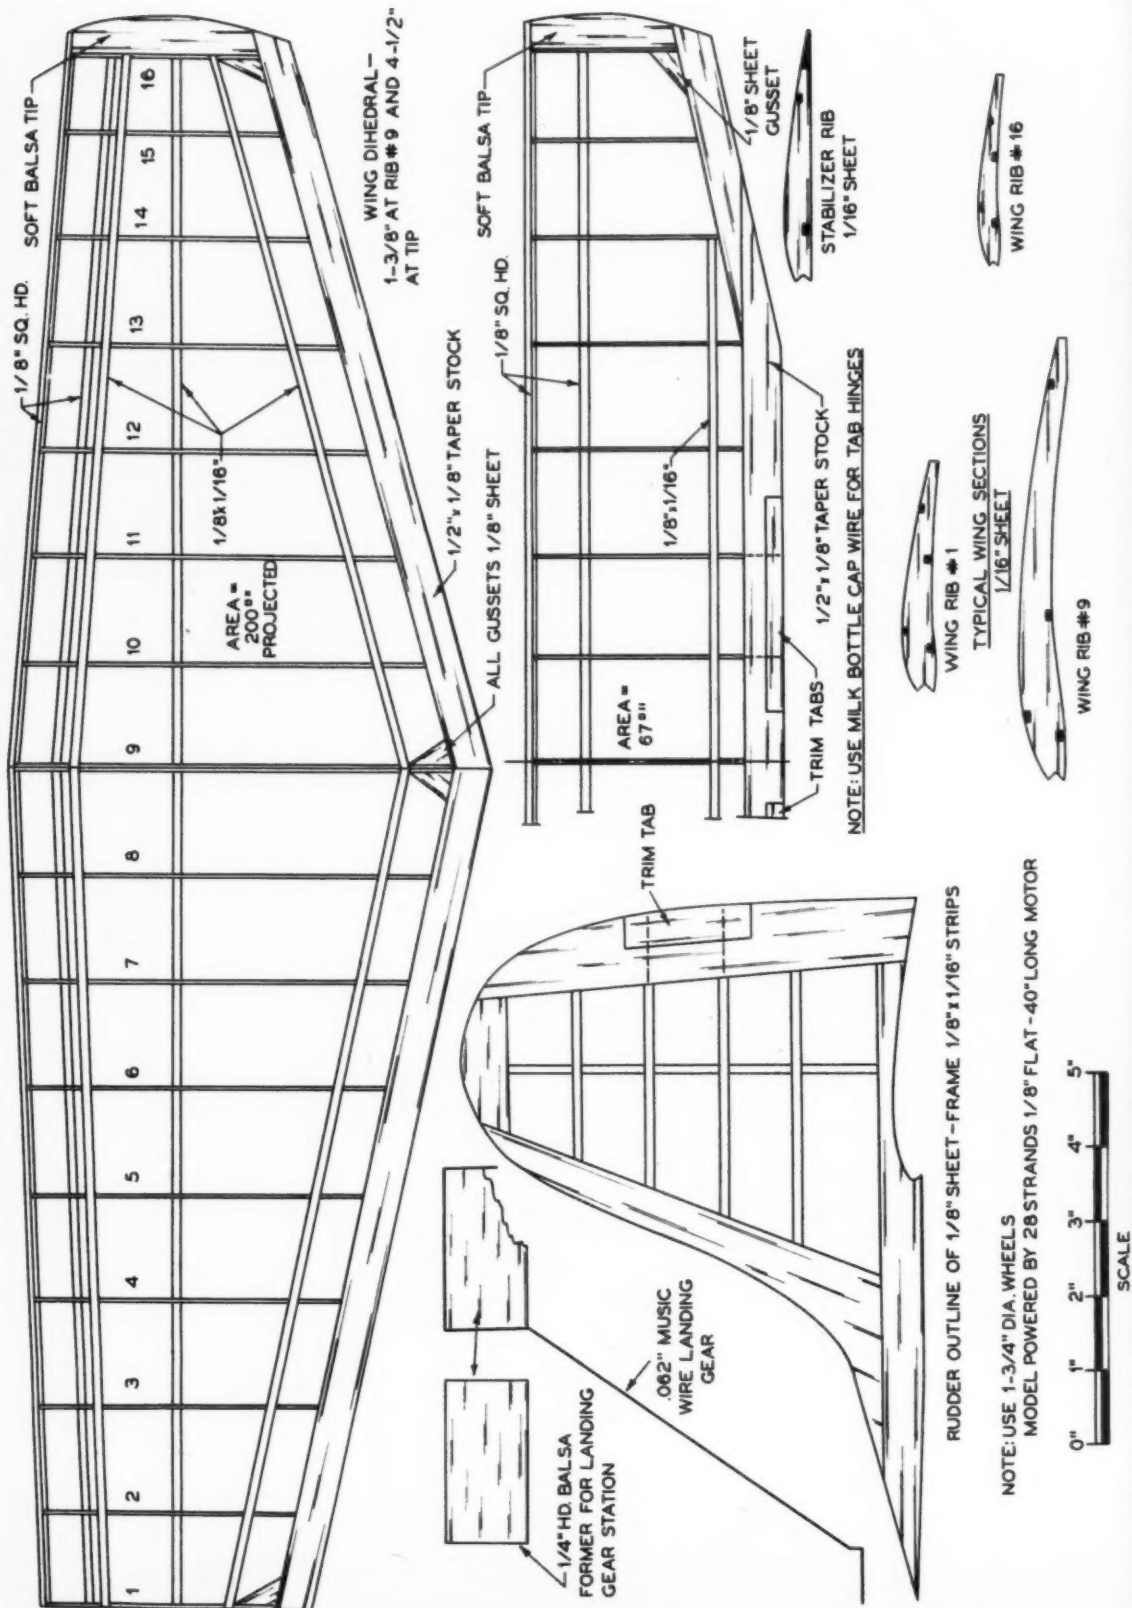 SOFT BALSA TIP
1/8" SQ. HD.
1
2
3
4
5
6
7
8
9
10
11
12
13
14
15
16
1/8x1/16"
AREA =
200""
PROJECTED
WING DIHEDRAL—
1-3/8" AT RIB #9 AND 4-1/2"
AT TIP
1/2" x 1/8" TAPER STOCK
ALL GUSSETS 1/8" SHEET
SOFT BALSA TIP
1/8" SQ. HD.
1/8" SHEET
GUSSET
1/8" x 1/16"
AREA =
67""
1/2" x 1/8" TAPER STOCK
TRIM TABS
NOTE: USE MILK BOTTLE CAP WIRE FOR TAB HINGES
STABILIZER RIB
1/16" SHEET
WING RIB # 16
WING RIB # 1
TYPICAL WING SECTIONS
1/16" SHEET
WING RIB #9
1/4" HD. BALSA
FORMER FOR LANDING
GEAR STATION
.062" MUSIC
WIRE LANDING
GEAR
TRIM TAB
RUDDER OUTLINE OF 1/8" SHEET-FRAME 1/8" x 1/16" STRIPS
NOTE: USE 1-3/4" DIA. WHEELS
MODEL POWERED BY 28 STRANDS 1/8" FLAT-40" LONG MOTOR
0" 1" 2" 3" 4" 5"
SCALE